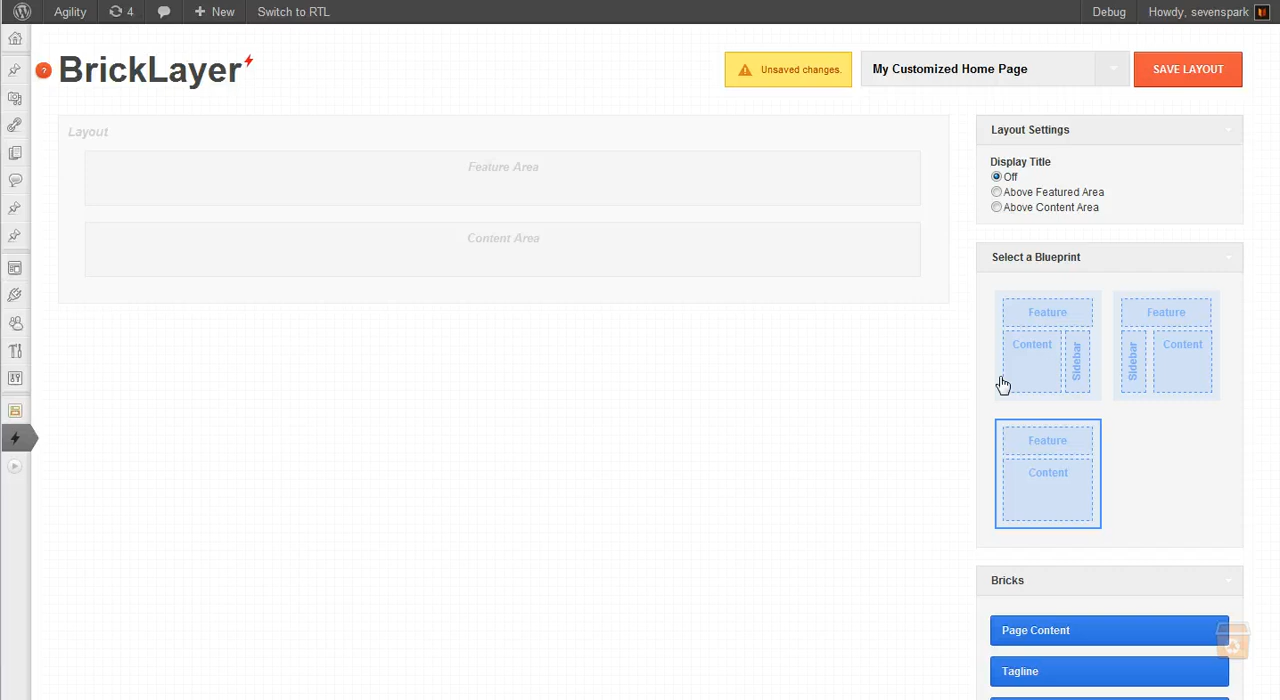 Agility
4
New
Switch to RTL
Debug
Howdy, sevenspark
?
BrickLayer
Unsaved changes.
My Customized Home Page
SAVE LAYOUT
Layout
Feature Area
Content Area
Layout Settings
Display Title
Off
Above Featured Area
Above Content Area
Select a Blueprint
Feature
Content
Sidebar
Feature
Sidebar
Content
Feature
Content
Bricks
Page Content
Tagline